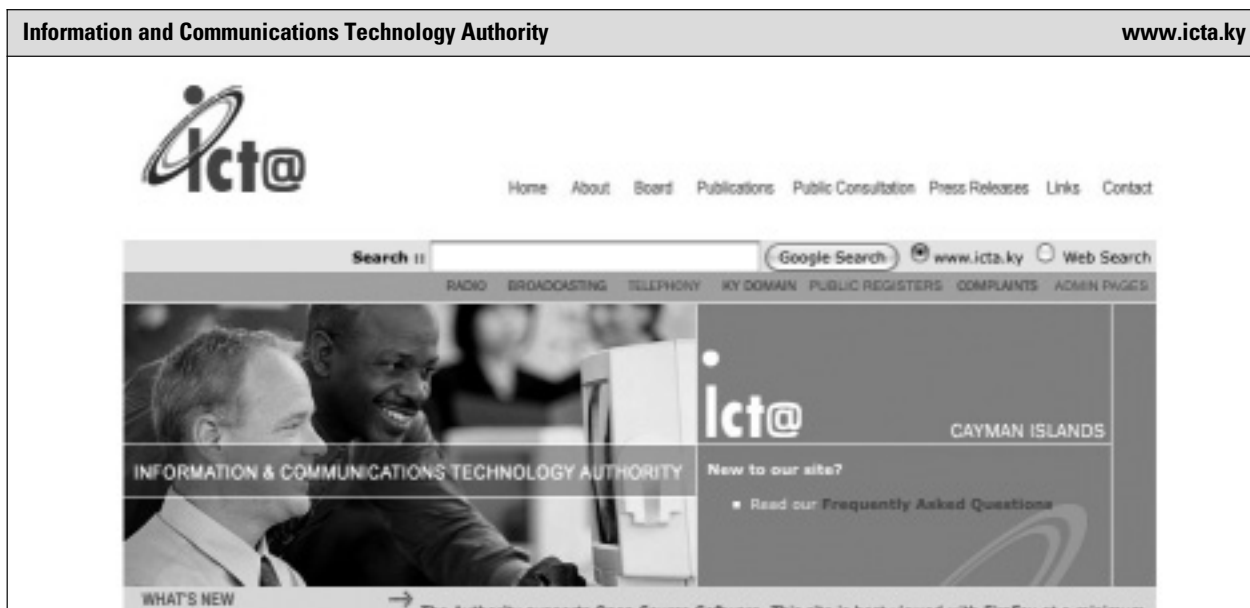 Information and Communications Technology Authority www.icta.ky
ict@
Home About Board Publications Public Consultation Press Releases Links Contact
Search :: Google Search www.icta.ky Web Search
RADIO BROADCASTING TELEPHONY KY DOMAIN PUBLIC REGISTERS COMPLAINTS ADMIN PAGES
ict@
CAYMAN ISLANDS
INFORMATION & COMMUNICATIONS TECHNOLOGY AUTHORITY
New to our site?
Read our Frequently Asked Questions
WHAT'S NEW
The Authority supports Open Source Software. This site is best viewed with FireFox at a minimum